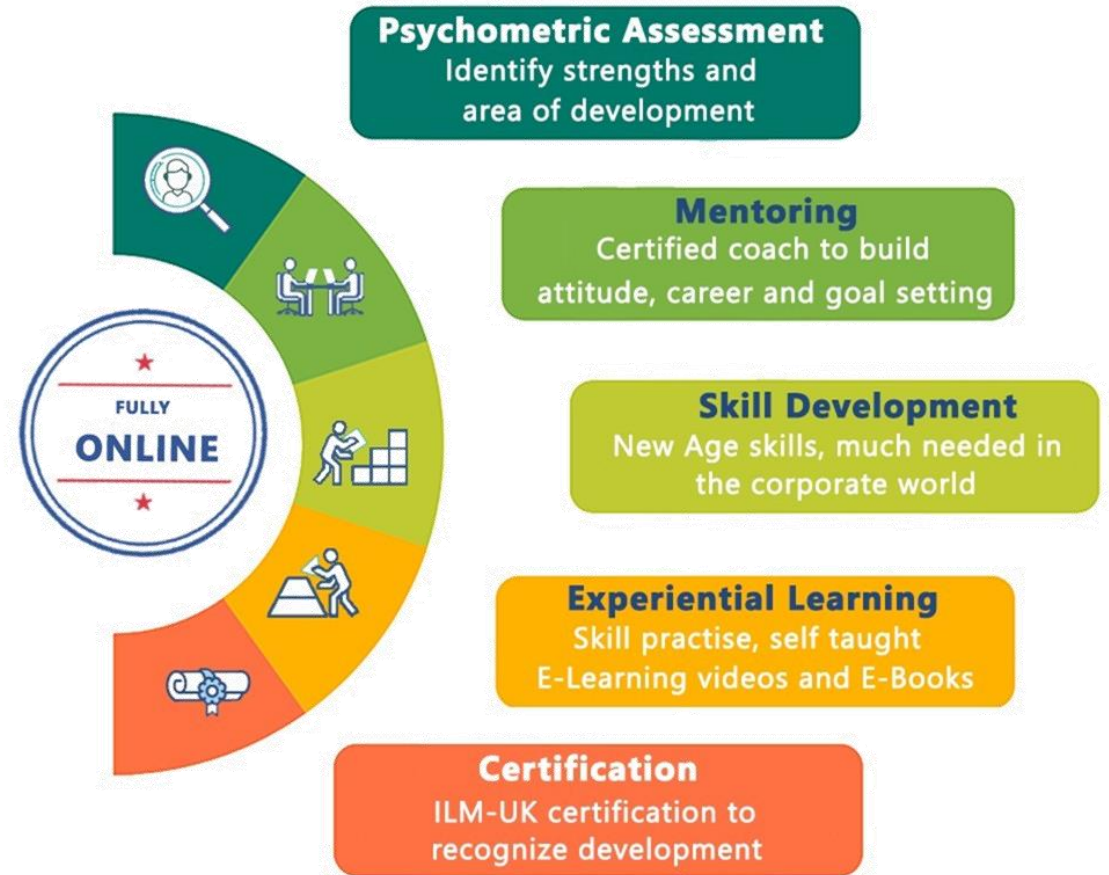 Psychometric Assessment
Identify strengths and
area of development
Mentoring
Certified coach to build
attitude, career and goal setting
FULLY
ONLINE
Skill Development
New Age skills, much needed in
the corporate world
Experiential Learning
Skill practise, self taught
E-Learning videos and E-Books
Certification
ILM-UK certification to
recognize development